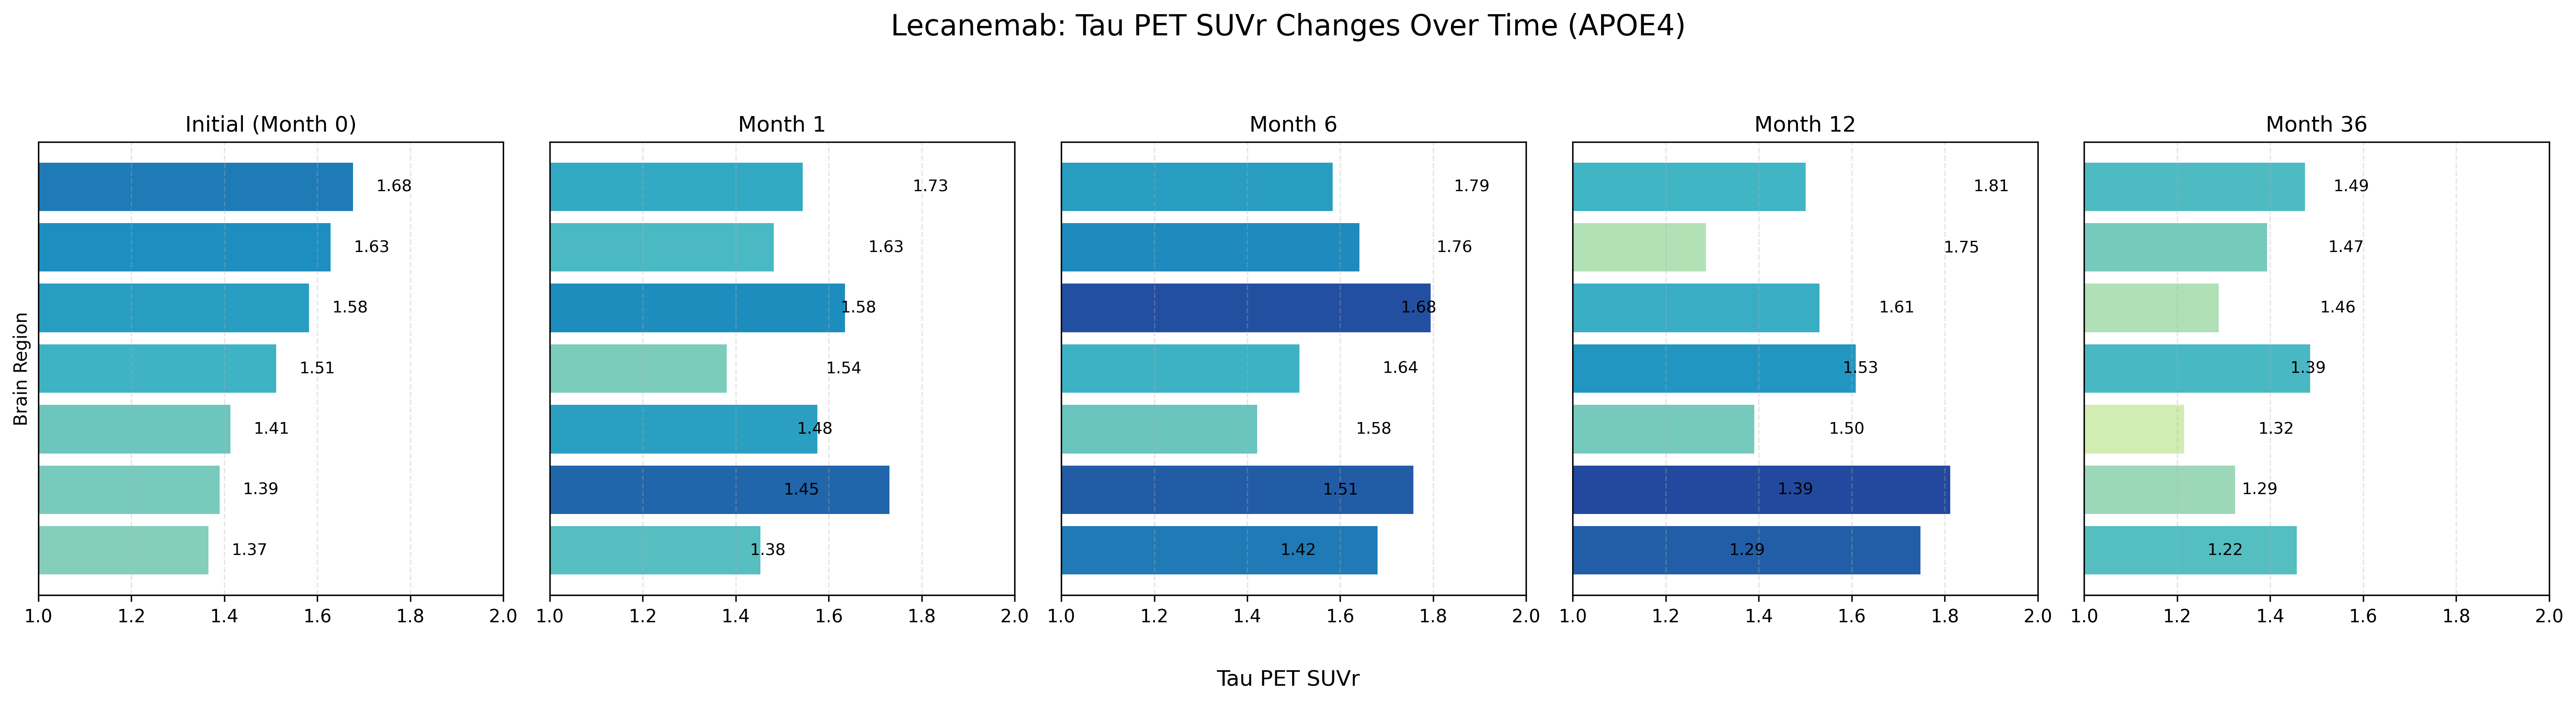 Lecanemab: Tau PET SUVr Changes Over Time (APOE4)
Initial (Month 0)
Month 1
Month 6
Month 12
Month 36
Brain Region
1.68
1.63
1.58
1.51
1.41
1.39
1.37
1.0 1.2 1.4 1.6 1.8 2.0
1.73
1.63
1.58
1.54
1.48
1.45
1.38
1.0 1.2 1.4 1.6 1.8 2.0
1.79
1.76
1.68
1.64
1.58
1.51
1.42
1.0 1.2 1.4 1.6 1.8 2.0
1.81
1.75
1.61
1.53
1.50
1.39
1.29
1.0 1.2 1.4 1.6 1.8 2.0
1.49
1.47
1.46
1.39
1.32
1.29
1.22
1.0 1.2 1.4 1.6 1.8 2.0
Tau PET SUVr